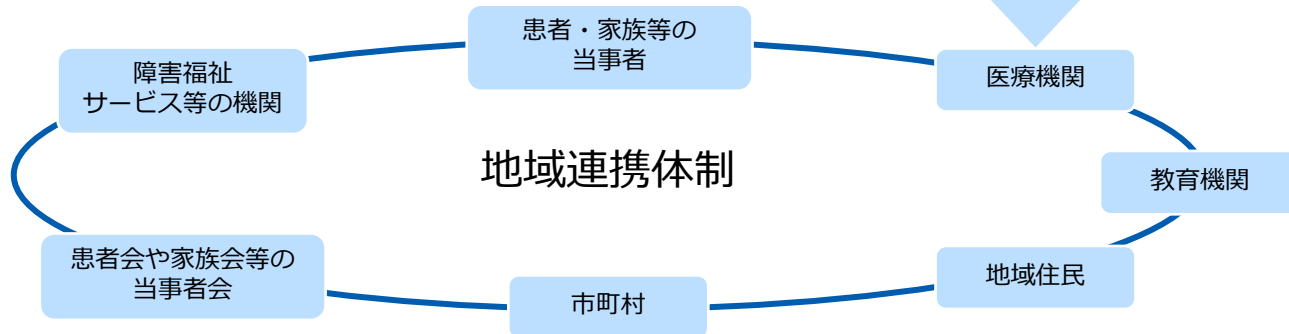 患者・家族等の
当事者
障害福祉
サービス等の機関
医療機関
地域連携体制
教育機関
患者会や家族会等の
当事者会
地域住民
市町村